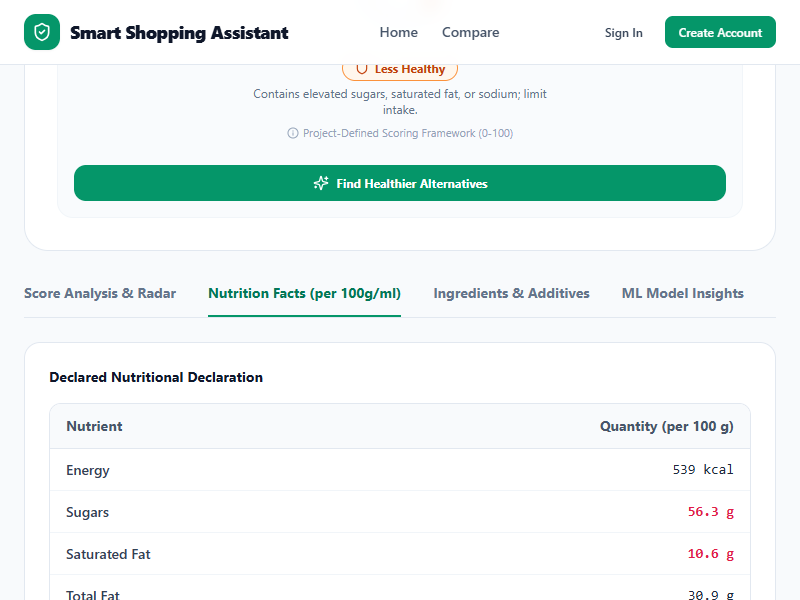 Smart Shopping Assistant
Home
Compare
Sign In
Create Account
Less Healthy
Contains elevated sugars, saturated fat, or sodium; limit
intake.
Project-Defined Scoring Framework (0-100)
Find Healthier Alternatives
Score Analysis & Radar
Nutrition Facts (per 100g/ml)
Ingredients & Additives
ML Model Insights
Declared Nutritional Declaration
Nutrient
Quantity (per 100 g)
Energy
539 kcal
Sugars
56.3 g
Saturated Fat
10.6 g
Total Fat
30.9 g